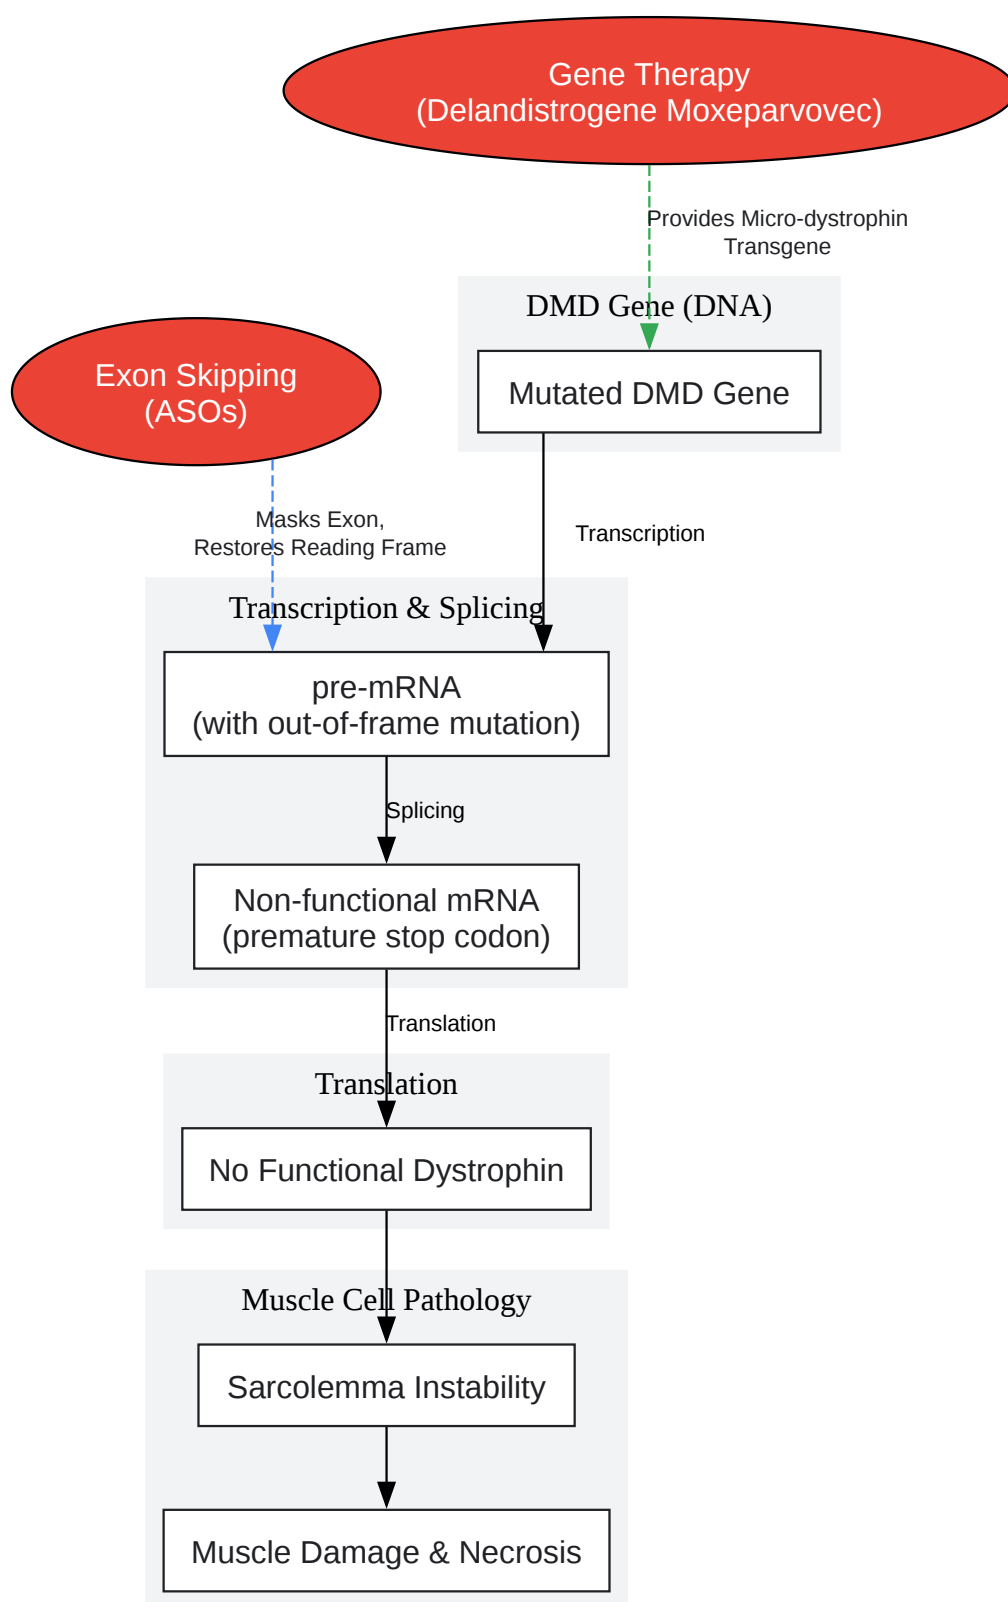 Gene Therapy
(Delandistrogene Moxeparvovec)
Provides Micro-dystrophin
Transgene
DMD Gene (DNA)
Mutated DMD Gene
Exon Skipping
(ASOs)
Masks Exon,
Restores Reading Frame
Transcription
Transcription & Splicing
pre-mRNA
(with out-of-frame mutation)
Splicing
Non-functional mRNA
(premature stop codon)
Translation
Translation
No Functional Dystrophin
Muscle Cell Pathology
Sarcolemma Instability
Muscle Damage & Necrosis